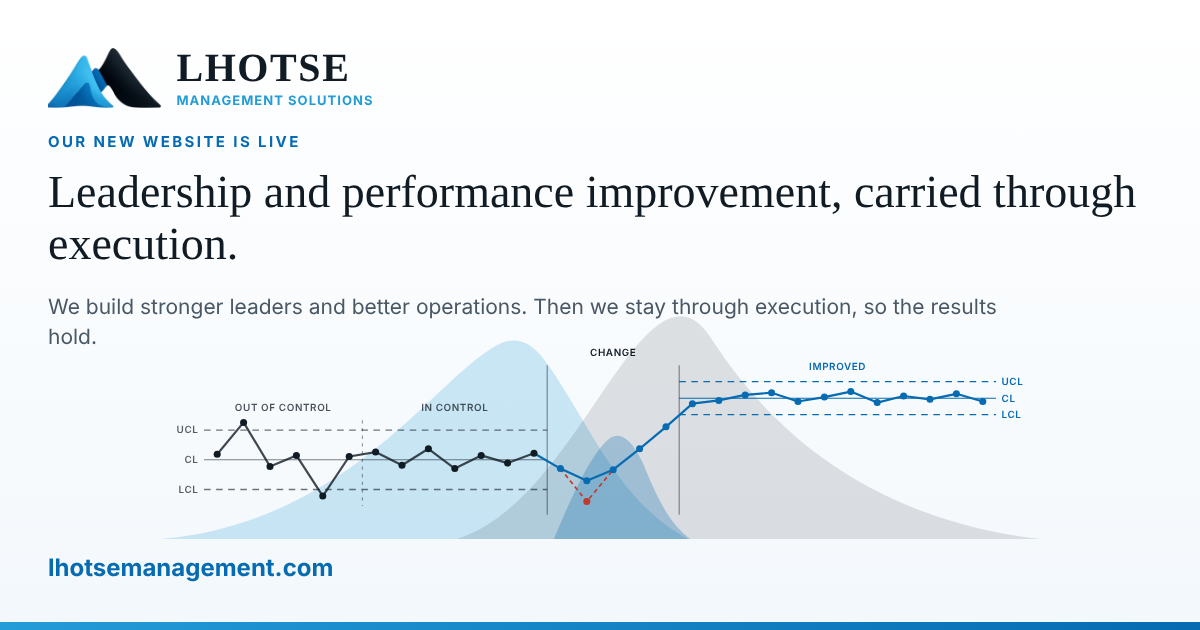 LHOTSE
MANAGEMENT SOLUTIONS
OUR NEW WEBSITE IS LIVE
Leadership and performance improvement, carried through
execution.
We build stronger leaders and better operations. Then we stay through execution, so the results
hold.
CHANGE
IMPROVED
UCL
CL
LCL
OUT OF CONTROL
IN CONTROL
UCL
CL
LCL
lhotsemanagement.com